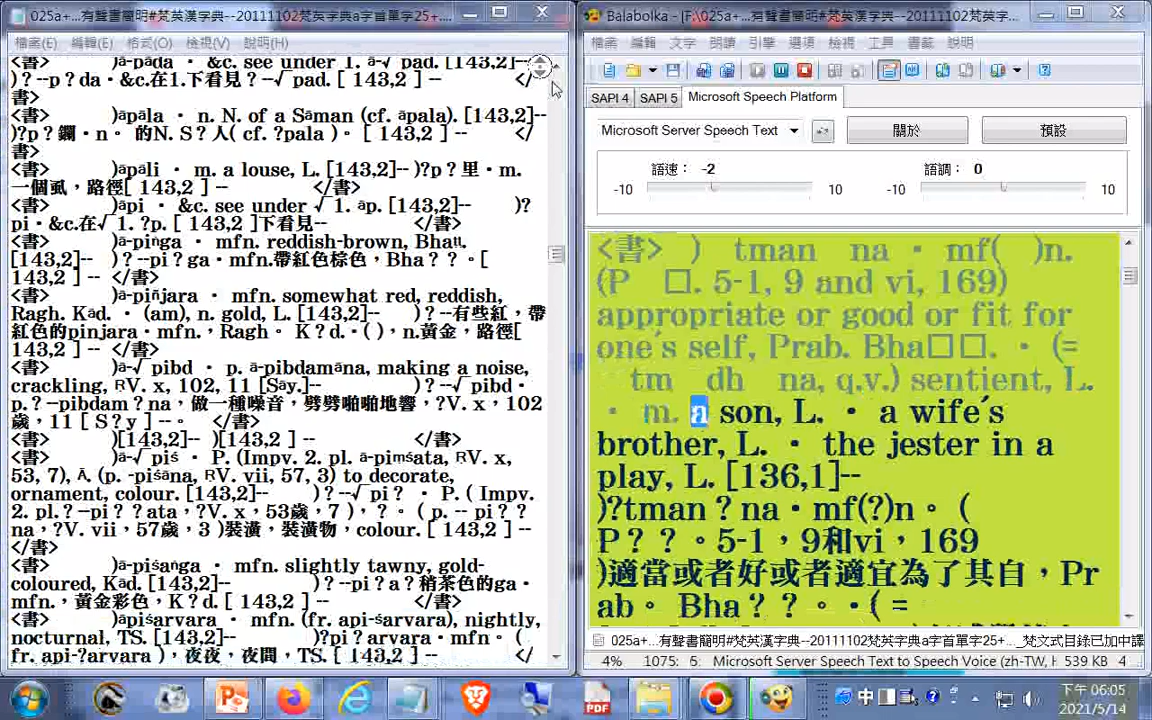 025a+...有聲書簡明#梵英漢字典--20111102梵英字典a字首單字25+...
檔案(E) 編輯(E) 格式(O) 檢視(V) 說明(H)
<書> )ā-pāda ‧ &c. see under 1. ā-√ pad. [143,2]
)？--p？da‧&c.在1.下看見？--√ pad. [ 143,2 ] -- </
書>
<書> )āpāla ‧ n. N. of a Sāman (cf. apala). [143,2]--
)?p？鑭‧n。 的N. S？人( cf. ?pala )。 [ 143,2 ] -- </
書>
<書> )āpāli ‧ m. a louse, L. [143,2]-- )?p？里‧m.
一個虱，路徑[ 143,2 ] -- </書>
<書> )āpi ‧ &c. see under √ 1. āp. [143,2]-- )?
pi‧&c.在√ 1. ?p. [ 143,2 ]下看見-- </書>
<書> )ā-piṅga ‧ mfn. reddish-brown, Bhaṭṭ.
[143,2]-- )？--pi？ga‧mfn.帶紅色棕色，Bha？？。[
143,2 ] -- </書>
<書> )ā-piñjara ‧ mfn. somewhat red, reddish,
Ragh. Kād. ‧ (am), n. gold, L. [143,2]-- )？--有些紅，帶
紅色的pinjara‧mfn.，Ragh。 K？d.‧( )，n.黃金，路徑[
143,2 ] -- </書>
<書> )ā-√ pibd ‧ p. ā-pibdamāna, making a noise,
crackling, RV. x, 102, 11 [Sāy.]-- )？--√ pibd‧
p.？--pibdam？na，做一種噪音，劈劈啪啪地響，?V. x，102
歲，11 [ S？y ] --。 </書>
<書> )[143,2]-- )[143,2 ] -- </書>
<書> )ā-√ piś ‧ P. (Impv. 2. pl. ā-piṃśata, RV. x,
53, 7), Ā. (p. -piśāna, RV. vii, 57, 3) to decorate,
ornament, colour. [143,2]-- )？--√ pi？ ‧ P. ( Impv.
2. pl.？--pi？？ata，?V. x，53歲，7 )，？。 ( p. -- pi？？
na，?V. vii，57歲，3 )裝潢，裝潢物，colour. [ 143,2 ] --
</書>
<書> )ā-piśaṅga ‧ mfn. slightly tawny, gold-
coloured, Kād. [143,2]-- )？--pi？a？稍茶色的ga‧
mfn.，黃金彩色，K？d. [ 143,2 ] -- </書>
<書> )āpiśarvara ‧ mfn. (fr. api-śarvara), nightly,
nocturnal, TS. [143,2]-- )?pi？arvara‧mfn。 (
fr. api-?arvara )，夜夜，夜間，TS. [ 143,2 ] -- </
Balabolka - [F:\025a+...有聲書簡明#梵英漢字典--20111102梵英字...
檔案 編輯 文字 朗讀 引擎 選項 檢視 工具 書籤 說明
SAPI 4 SAPI 5 Microsoft Speech Platform
Microsoft Server Speech Text 關於 預設
語速： -2 語調： 0
-10 10 -10 10
<書> ) tman na ‧ mf( )n.
(P □. 5-1, 9 and vi, 169)
appropriate or good or fit for
one's self, Prab. Bha□□. ‧ (=
tm dh na, q.v.) sentient, L.
‧ m. a son, L. ‧ a wife's
brother, L. ‧ the jester in a
play, L. [136,1]--
)?tman？na‧mf(?)n。 (
P？？。5-1，9和vi，169
)適當或者好或者適宜為了其自，Pr
ab。 Bha？？。‧( =
025a+...有聲書簡明#梵英漢字典--20111102梵英字典a字首單字25+..._梵文式目錄已加中譯
4% 1075: 5: Microsoft Server Speech Text to Speech Voice (zh-TW, H 539 KB 4
中 下午 06:05
2021/5/14